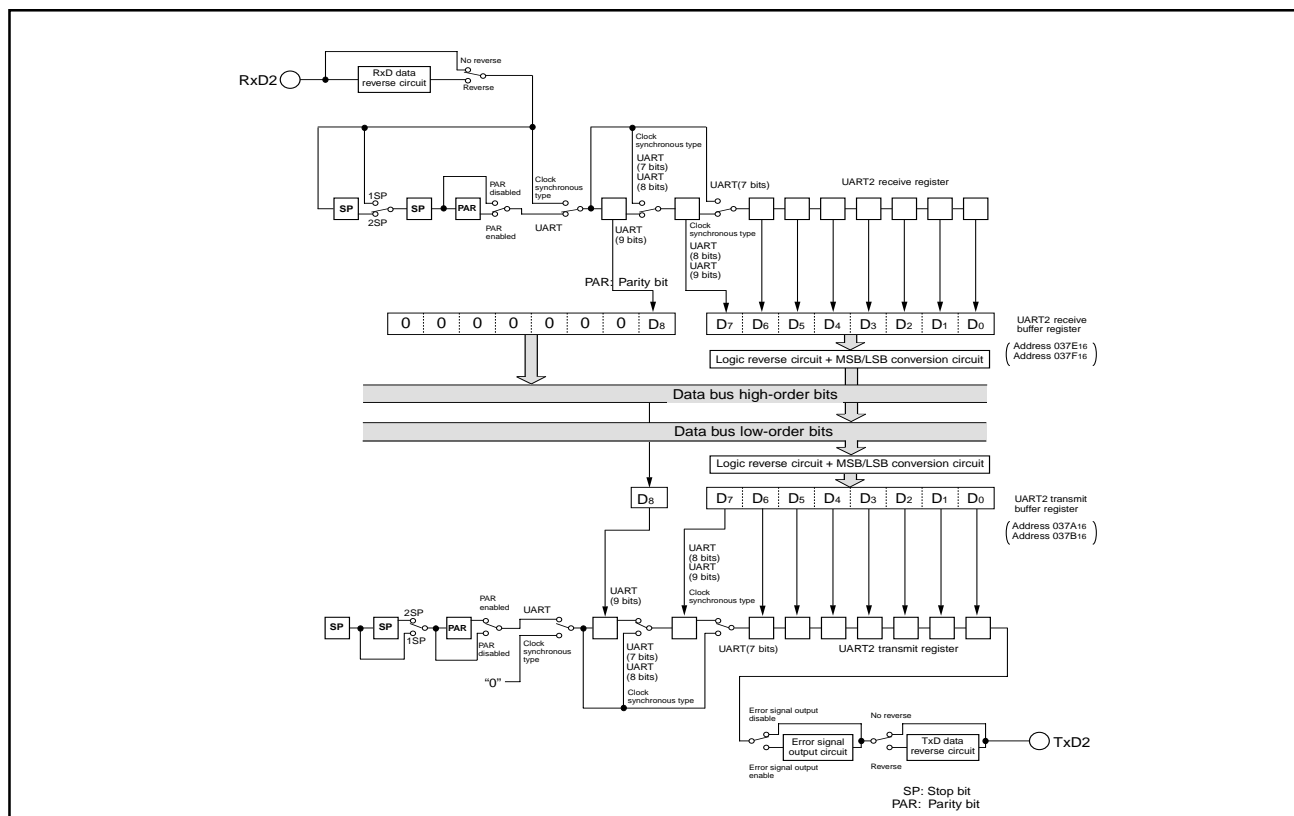 No reverse
RxD2
RxD data
reverse circuit
Reverse
Clock
synchronous type
UART
(7 bits)
UART
(8 bits)
UART(7 bits)
UART2 receive register
PAR
disabled
Clock
synchronous
type
1SP
SP
SP
PAR
2SP
PAR
enabled
UART
UART
(9 bits)
Clock
synchronous type
UART
(8 bits)
UART
(9 bits)
PAR: Parity bit
0 0 0 0 0 0 0 D8
D7 D6 D5 D4 D3 D2 D1 D0
UART2 receive
buffer register
(Address 037E16
Address 037F16)
Logic reverse circuit + MSB/LSB conversion circuit
Data bus high-order bits
Data bus low-order bits
Logic reverse circuit + MSB/LSB conversion circuit
D8
D7 D6 D5 D4 D3 D2 D1 D0
UART2 transmit
buffer register
(Address 037A16
Address 037B16)
UART
(8 bits)
UART
(9 bits)
Clock synchronous type
UART
(9 bits)
PAR
enabled
UART
2SP
SP
SP
PAR
1SP
PAR
disabled
Clock
synchronous
type
“0”
UART
(7 bits)
UART
(8 bits)
Clock
synchronous type
UART(7 bits)
UART2 transmit register
Error signal output
disable
No reverse
Error signal
output circuit
TxD data
reverse circuit
TxD2
Error signal output
enable
Reverse
SP: Stop bit
PAR: Parity bit